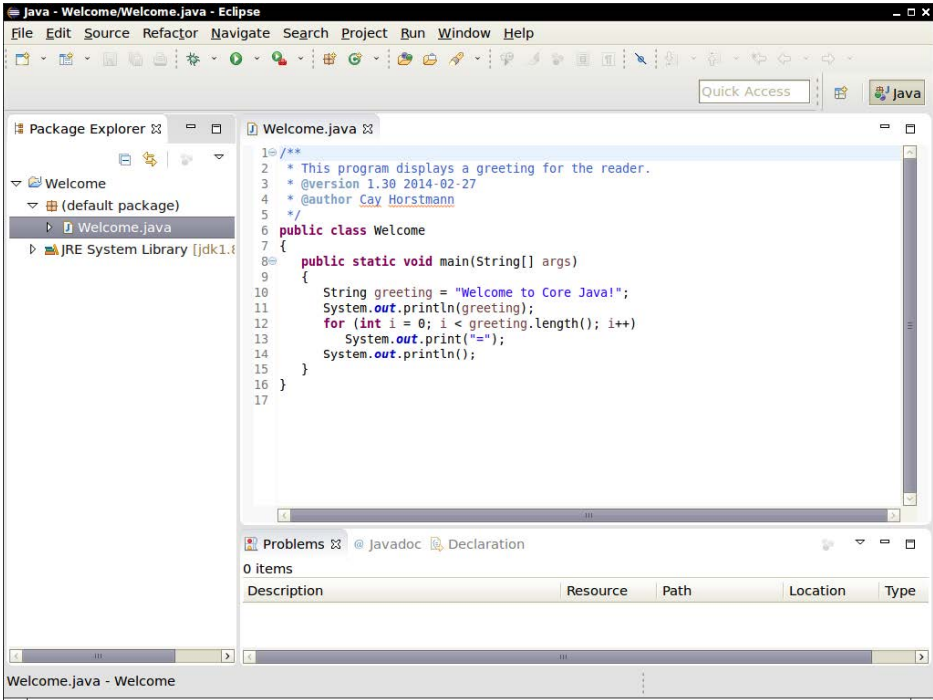 Java - Welcome/Welcome.java - Eclipse
File Edit Source Refactor Navigate Search Project Run Window Help
Quick Access
Java
Package Explorer
Welcome
(default package)
Welcome.java
JRE System Library [jdk1.8
Welcome.java
1 /**
2 * This program displays a greeting for the reader.
3 * @version 1.30 2014-02-27
4 * @author Cay Horstmann
5 */
6 public class Welcome
7 {
8 public static void main(String[] args)
9 {
10 String greeting = "Welcome to Core Java!";
11 System.out.println(greeting);
12 for (int i = 0; i < greeting.length(); i++)
13 System.out.print("=");
14 System.out.println();
15 }
16 }
17
Problems @ Javadoc Declaration
0 items
Description Resource Path Location Type
Welcome.java - Welcome